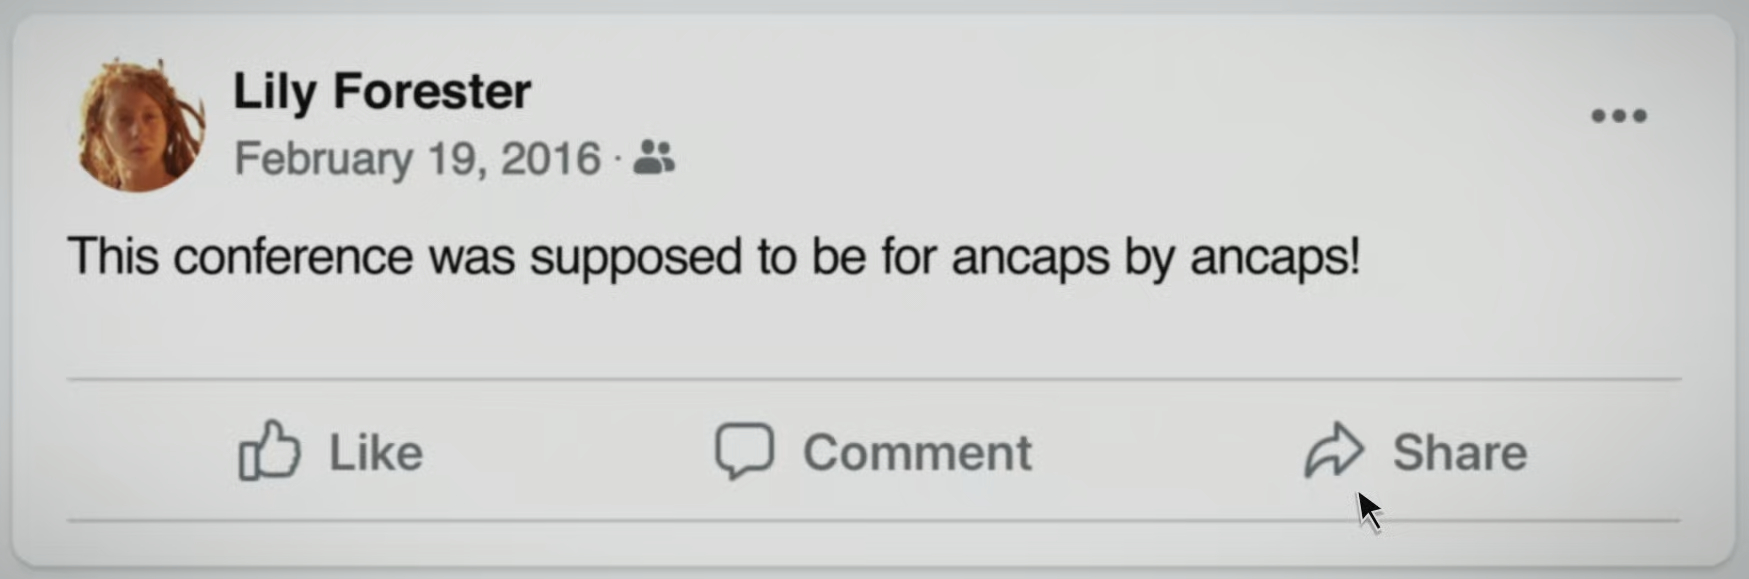 Lily Forester
February 19, 2016 ·
This conference was supposed to be for ancaps by ancaps!
Like Comment Share